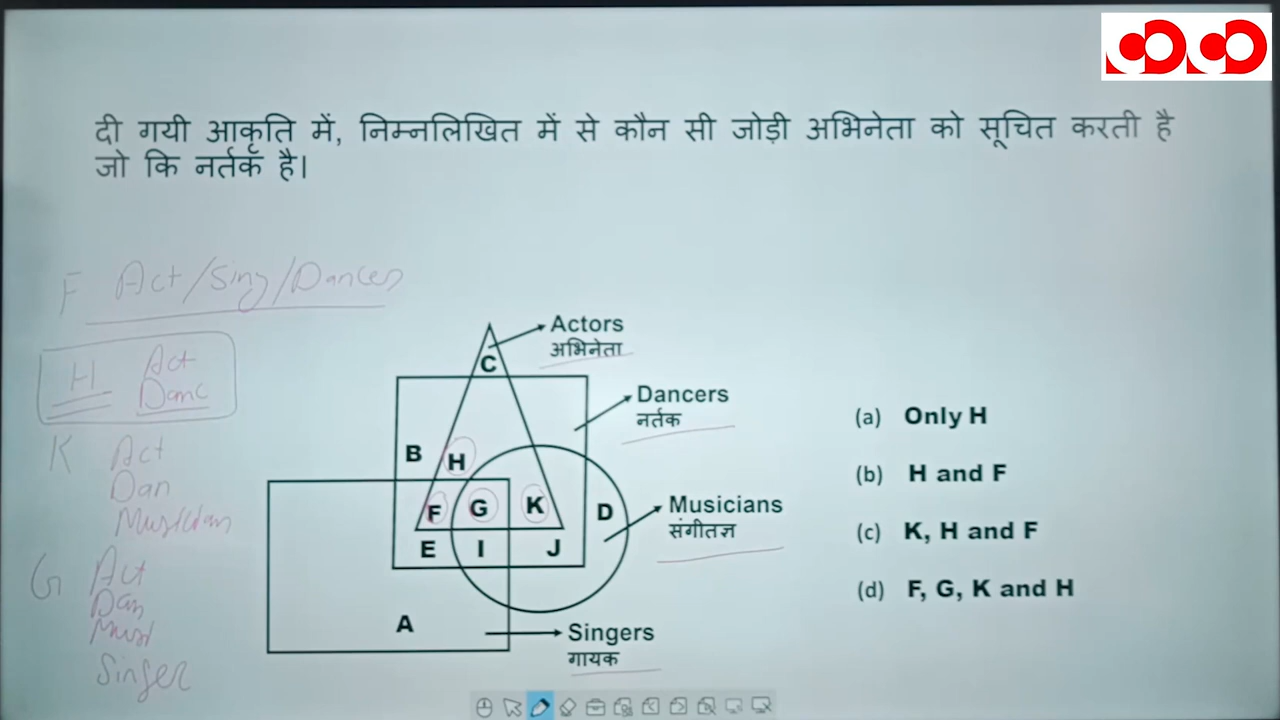 दी गयी आकृति में, निम्नलिखित में से कौन सी जोड़ी अभिनेता को सूचित करती है
जो कि नर्तक है।
F Act/Sing/Dancer
H Act
Danc
K Act
Dan
Musician
G Act
Dan
Musi
Singer
Actors
अभिनेता
C
Dancers
नर्तक
B H
F G K D
Musicians
संगीतज्ञ
E I J
A
Singers
गायक
(a) Only H
(b) H and F
(c) K, H and F
(d) F, G, K and H